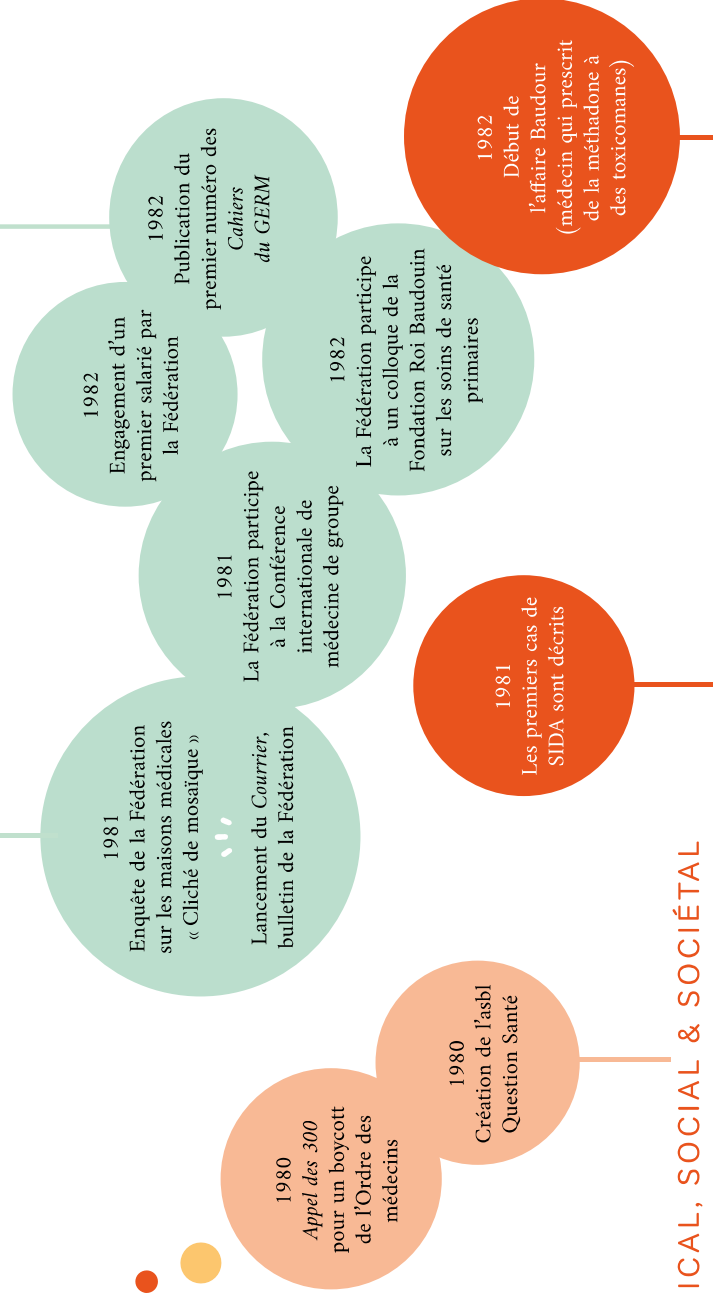 1980
Appel des 300
pour un boycott
de l'Ordre des
médecins
1980
Création de l'asbl
Question Santé
1981
Enquête de la Fédération
sur les maisons médicales
« Cliché de mosaïque »
Lancement du Courrier,
bulletin de la Fédération
1981
La Fédération participe
à la Conférence
internationale de
médecine de groupe
1981
Les premiers cas de
SIDA sont décrits
1982
Engagement d'un
premier salarié par
la Fédération
1982
La Fédération participe
à un colloque de la
Fondation Roi Baudouin
sur les soins de santé
primaires
1982
Publication du
premier numéro des
Cahiers
du GERM
1982
Début de
l'affaire Baudour
(médecin qui prescrit
de la méthadone à
des toxicomanes)
ICAL, SOCIAL & SOCIÉTAL